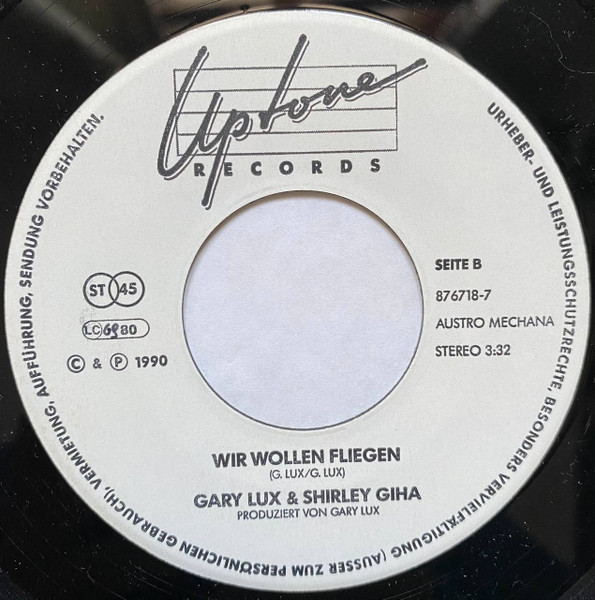 Uptone
RECORDS
SEITE B
876718-7
AUSTRO MECHANA
STEREO 3:32
ST 45
LC 6980
© & ℗ 1990
WIR WOLLEN FLIEGEN
(G. LUX/G. LUX)
GARY LUX & SHIRLEY GIHA
PRODUZIERT VON GARY LUX
URHEBER- UND LEISTUNGSSCHUTZRECHTE, BESONDERS VERVIELFÄLTIGUNG (AUSSER ZUM PERSÖNLICHEN GEBRAUCH), VERMIETUNG, AUFFÜHRUNG, SENDUNG VORBEHALTEN.